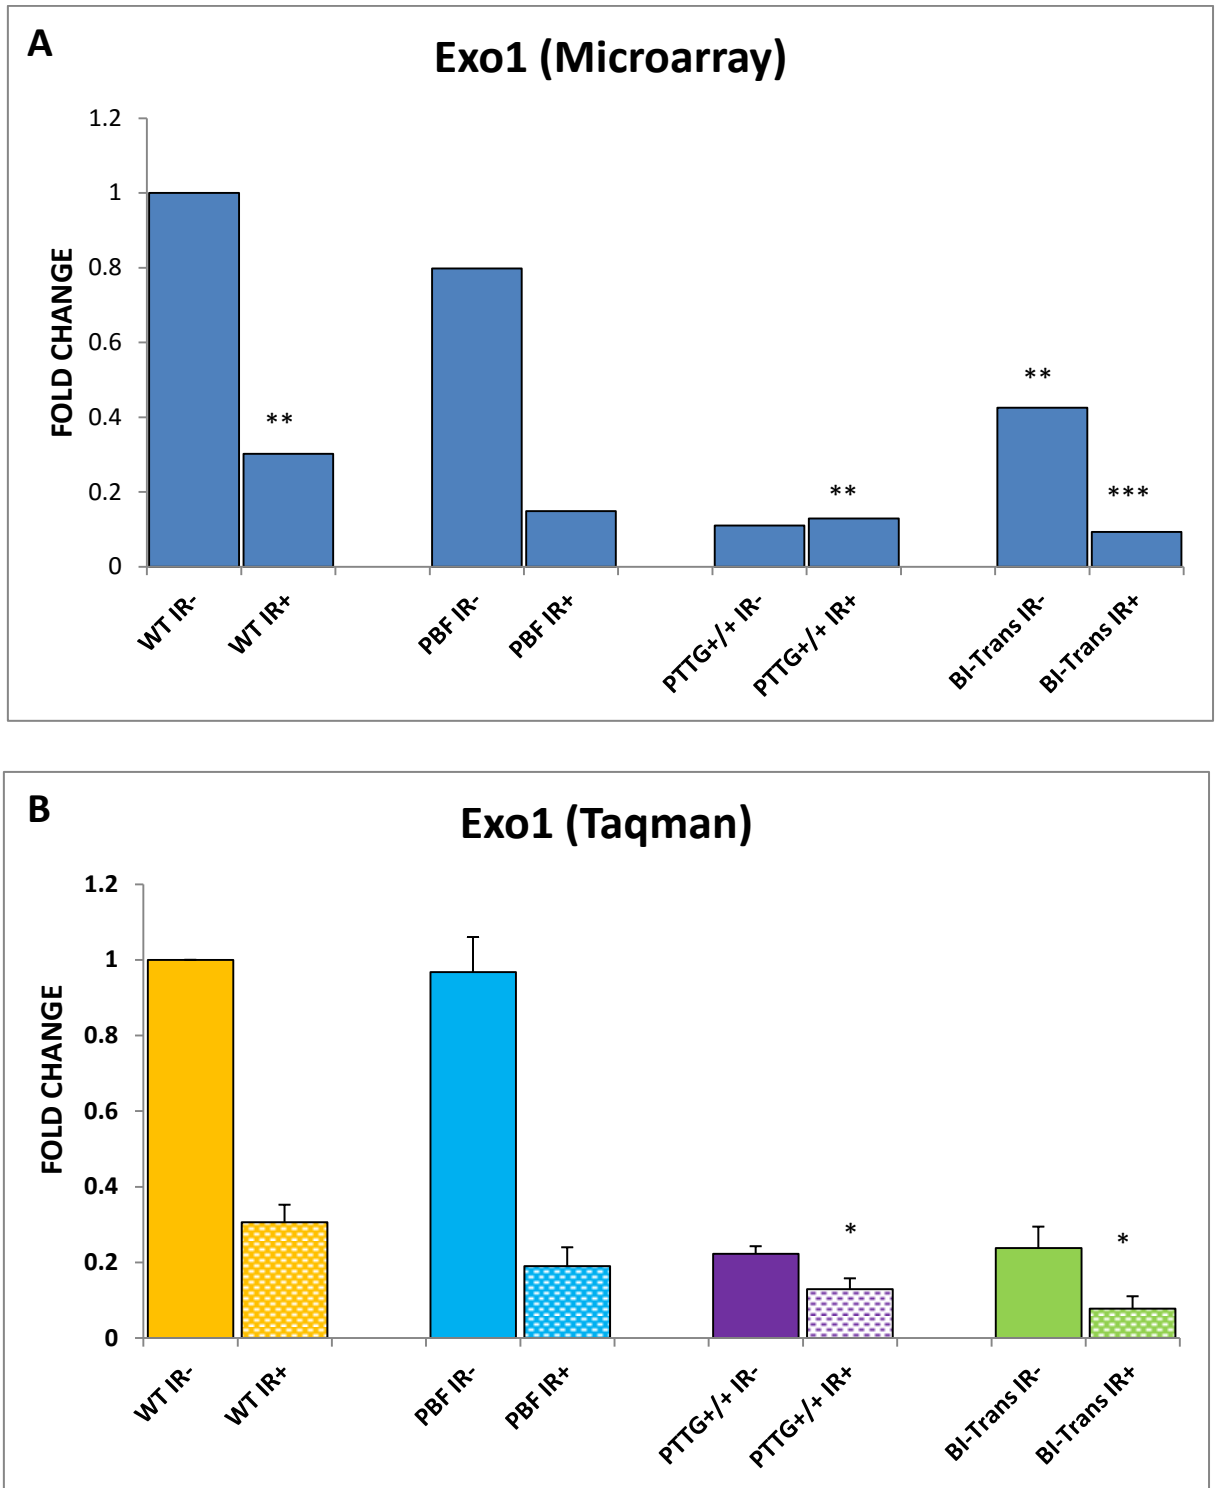 A
Exo1 (Microarray)
1.2
1
0.8
0.6
0.4
0.2
0
FOLD CHANGE
**
**
**
***
WT IR-
WT IR+
PBF IR-
PBF IR+
PTTG+/+ IR-
PTTG+/+ IR+
BI-Trans IR-
BI-Trans IR+
B
Exo1 (Taqman)
1.2
1
0.8
0.6
0.4
0.2
0
FOLD CHANGE
*
*
WT IR-
WT IR+
PBF IR-
PBF IR+
PTTG+/+ IR-
PTTG+/+ IR+
BI-Trans IR-
BI-Trans IR+